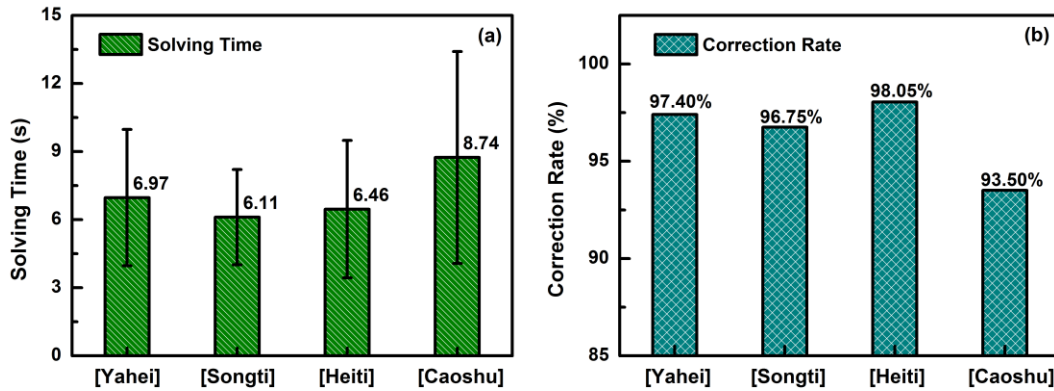 Solving Time (s)
15
12
9
6
3
0
Solving Time
(a)
6.97
6.11
6.46
8.74
[Yahei]
[Songti]
[Heiti]
[Caoshu]
Correction Rate (%)
100
95
90
85
Correction Rate
(b)
97.40%
96.75%
98.05%
93.50%
[Yahei]
[Songti]
[Heiti]
[Caoshu]